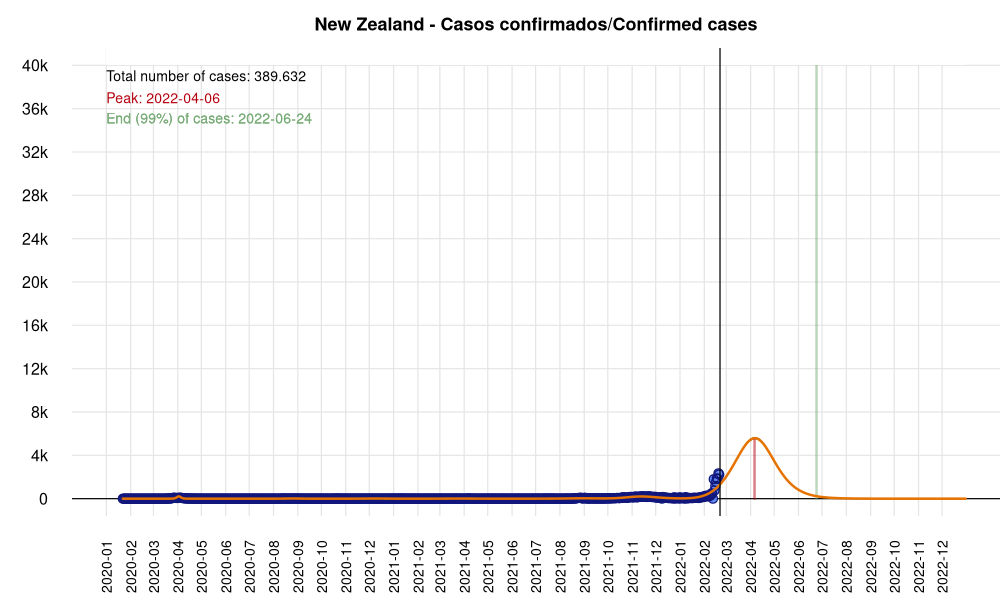 New Zealand - Casos confirmados/Confirmed cases
40k
Total number of cases: 389.632
Peak: 2022-04-06
36k
End (99%) of cases: 2022-06-24
32k
28k
24k
20k
16k
12k
8k
4k
0
2020-01
2020-02
2020-03
2020-04
2020-05
2020-06
2020-07
2020-08
2020-09
2020-10
2020-11
2020-12
2021-01
2021-02
2021-03
2021-04
2021-05
2021-06
2021-07
2021-08
2021-09
2021-10
2021-11
2021-12
2022-01
2022-02
2022-03
2022-04
2022-05
2022-06
2022-07
2022-08
2022-09
2022-10
2022-11
2022-12